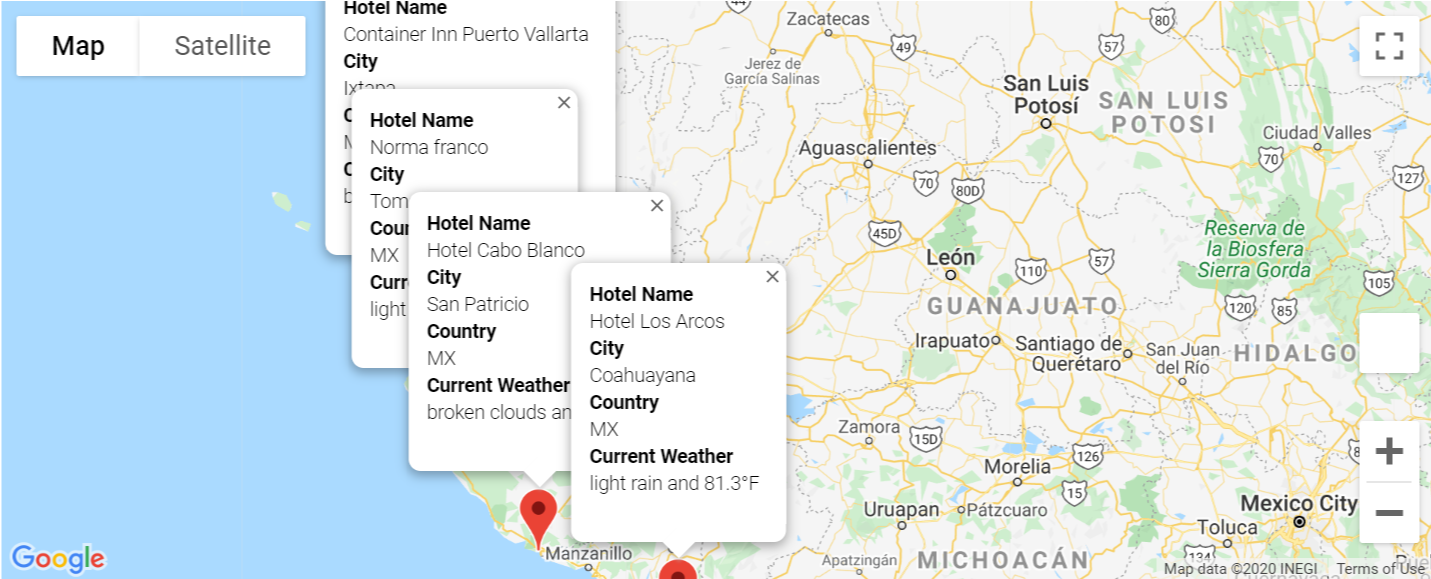 Map
Satellite
Hotel Name
Container Inn Puerto Vallarta
City
Ixtapa
Hotel Name
Norma franco
City
Tom
Coun
MX
Curr
light
Hotel Name
Hotel Cabo Blanco
City
San Patricio
Country
MX
Current Weather
broken clouds an
Hotel Name
Hotel Los Arcos
City
Coahuayana
Country
MX
Current Weather
light rain and 81.3°F
44
Zacatecas
80
49
57
Jerez de
García Salinas
San Luis
Potosí
SAN LUIS
POTOSI
Ciudad Valles
Aguascalientes
70
127
70
80D
45D
Reserva de
la Biosfera
Sierra Gorda
León
57
110
105
GUANAJUATO
120
85
Irapuato
Santiago de
Querétaro
San Juan
del Río
HIDALGO
Zamora
15D
126
Morelia
15
Mexico City
Uruapan
Pátzcuaro
Toluca
Manzanillo
Apatzingán
MICHOACÁN
134
Cuernavaca
Google
Map data ©2020 INEGI
Terms of Use